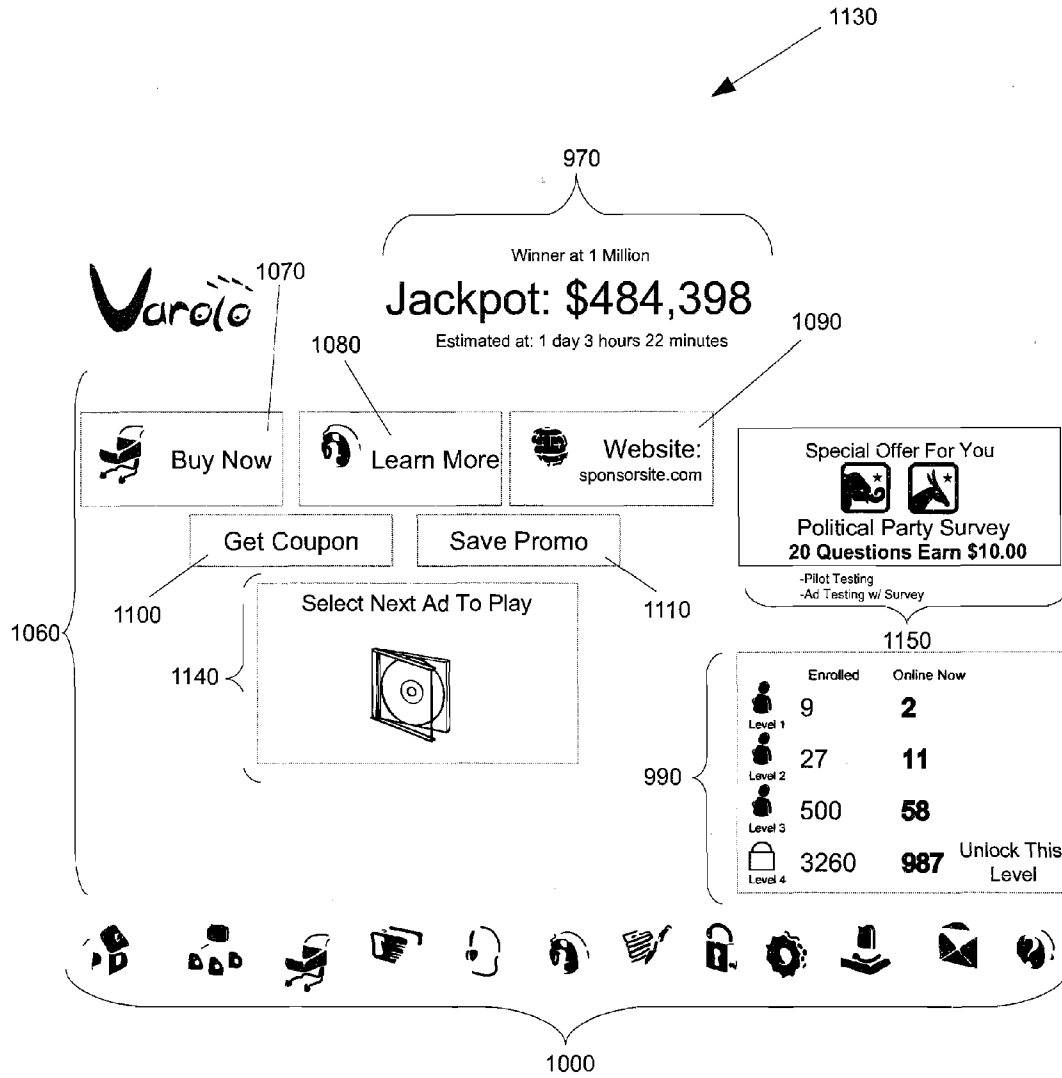 1130
970
Winner at 1 Million
Varolo
1070
Jackpot: $484,398
1090
1080
Estimated at: 1 day 3 hours 22 minutes
Buy Now
Learn More
Website:
sponsorsite.com
Special Offer For You
Political Party Survey
20 Questions Earn $10.00
Get Coupon
Save Promo
-Pilot Testing
-Ad Testing w/ Survey
1100
Select Next Ad To Play
1110
1060
1150
1140
Enrolled Online Now
Level 1 9 2
Level 2 27 11
990
Level 3 500 58
Level 4 3260 987 Unlock This
Level
1000